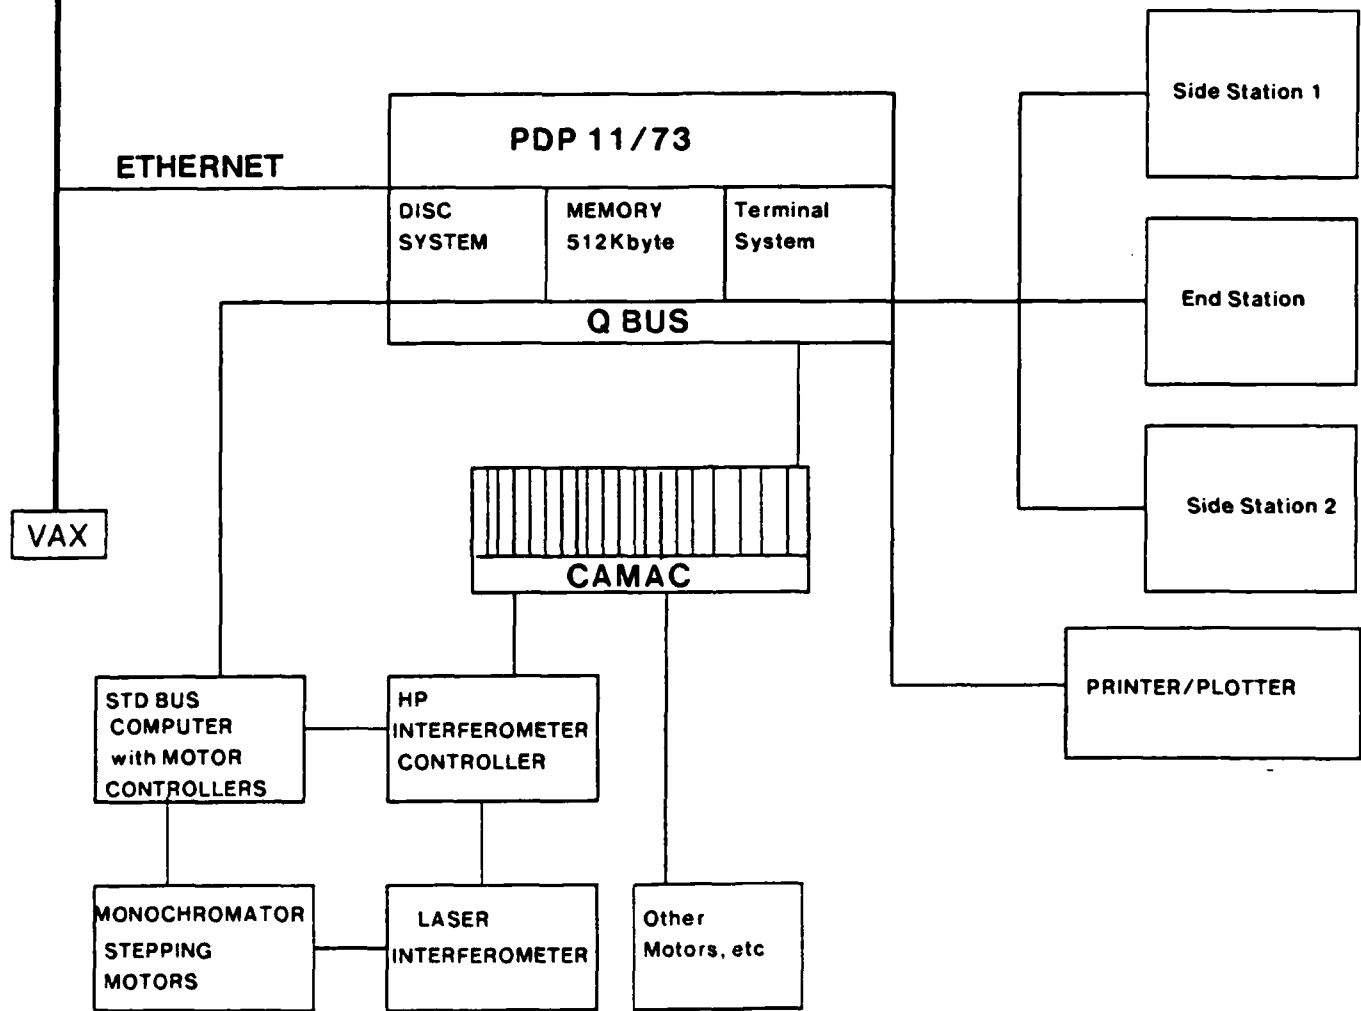 Side Station 1
PDP 11/73
ETHERNET
DISC
SYSTEM
MEMORY
512Kbyte
Terminal
System
End Station
Q BUS
Side Station 2
VAX
CAMAC
STD BUS
COMPUTER
with MOTOR
CONTROLLERS
HP
INTERFEROMETER
CONTROLLER
PRINTER/PLOTTER
MONOCHROMATOR
STEPPING
MOTORS
LASER
INTERFEROMETER
Other
Motors, etc